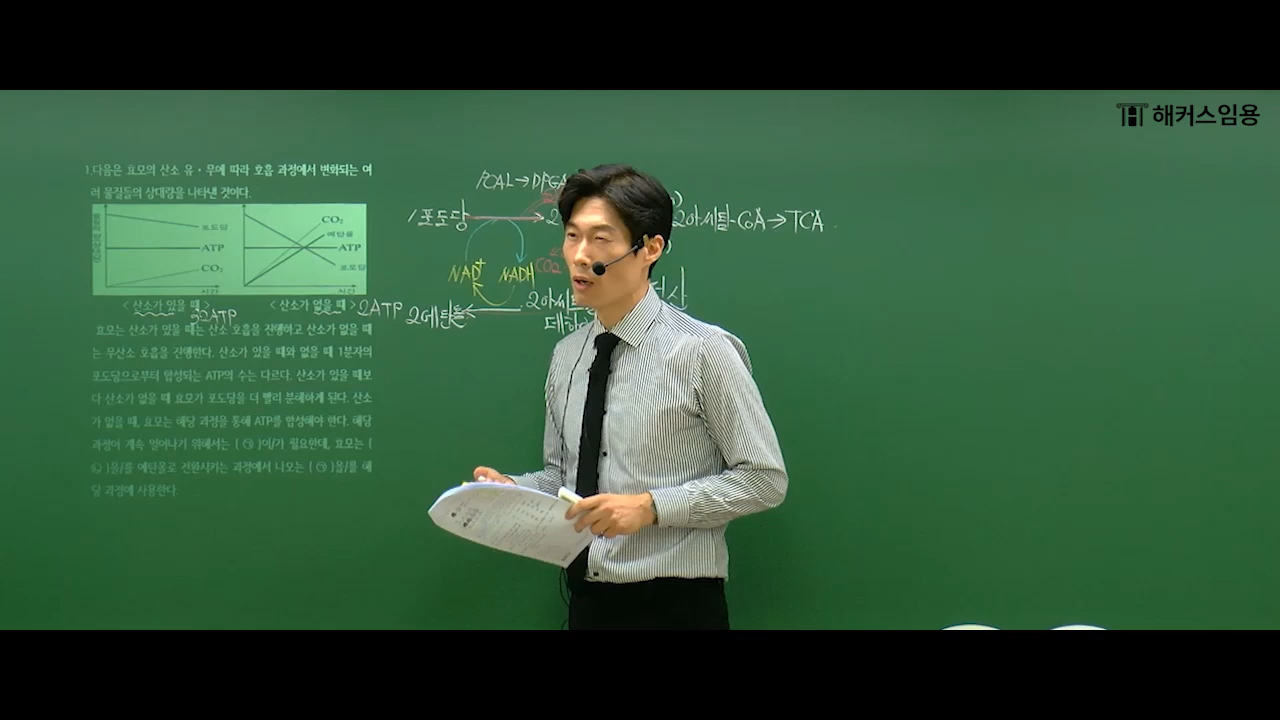 해커스임용
1.다음은 효모의 산소 유·무에 따라 호흡 과정에서 변화되는 여
러 물질들의 상대량을 나타낸 것이다.
포도당
ATP
CO₂
시간
CO₂
에탄올
ATP
포도당
시간
< 산소가 있을 때 >
< 산소가 없을 때 >
32ATP
2ATP
효모는 산소가 있을 때는 산소 호흡을 진행하고 산소가 없을 때
는 무산소 호흡을 진행한다. 산소가 있을 때와 없을 때 1분자의
포도당으로부터 합성되는 ATP의 수는 다르다. 산소가 있을 때보
다 산소가 없을 때 효모가 포도당을 더 빨리 분해하게 된다. 산소
가 없을 때, 효모는 해당 과정을 통해 ATP를 합성해야 한다. 해당
과정이 계속 일어나기 위해서는 ( ㉠ )이/가 필요한데, 효모는 (
㉡ )을/를 에탄올로 전환시키는 과정에서 나오는 ( ㉠ )을/를 해
당 과정에 사용한다.
PGAL→DPGA
1포도당 → 2
2아세틸-CoA→TCA
NAD⁺ NADH CO₂
2에탄올 ← 2아세트
데하
산